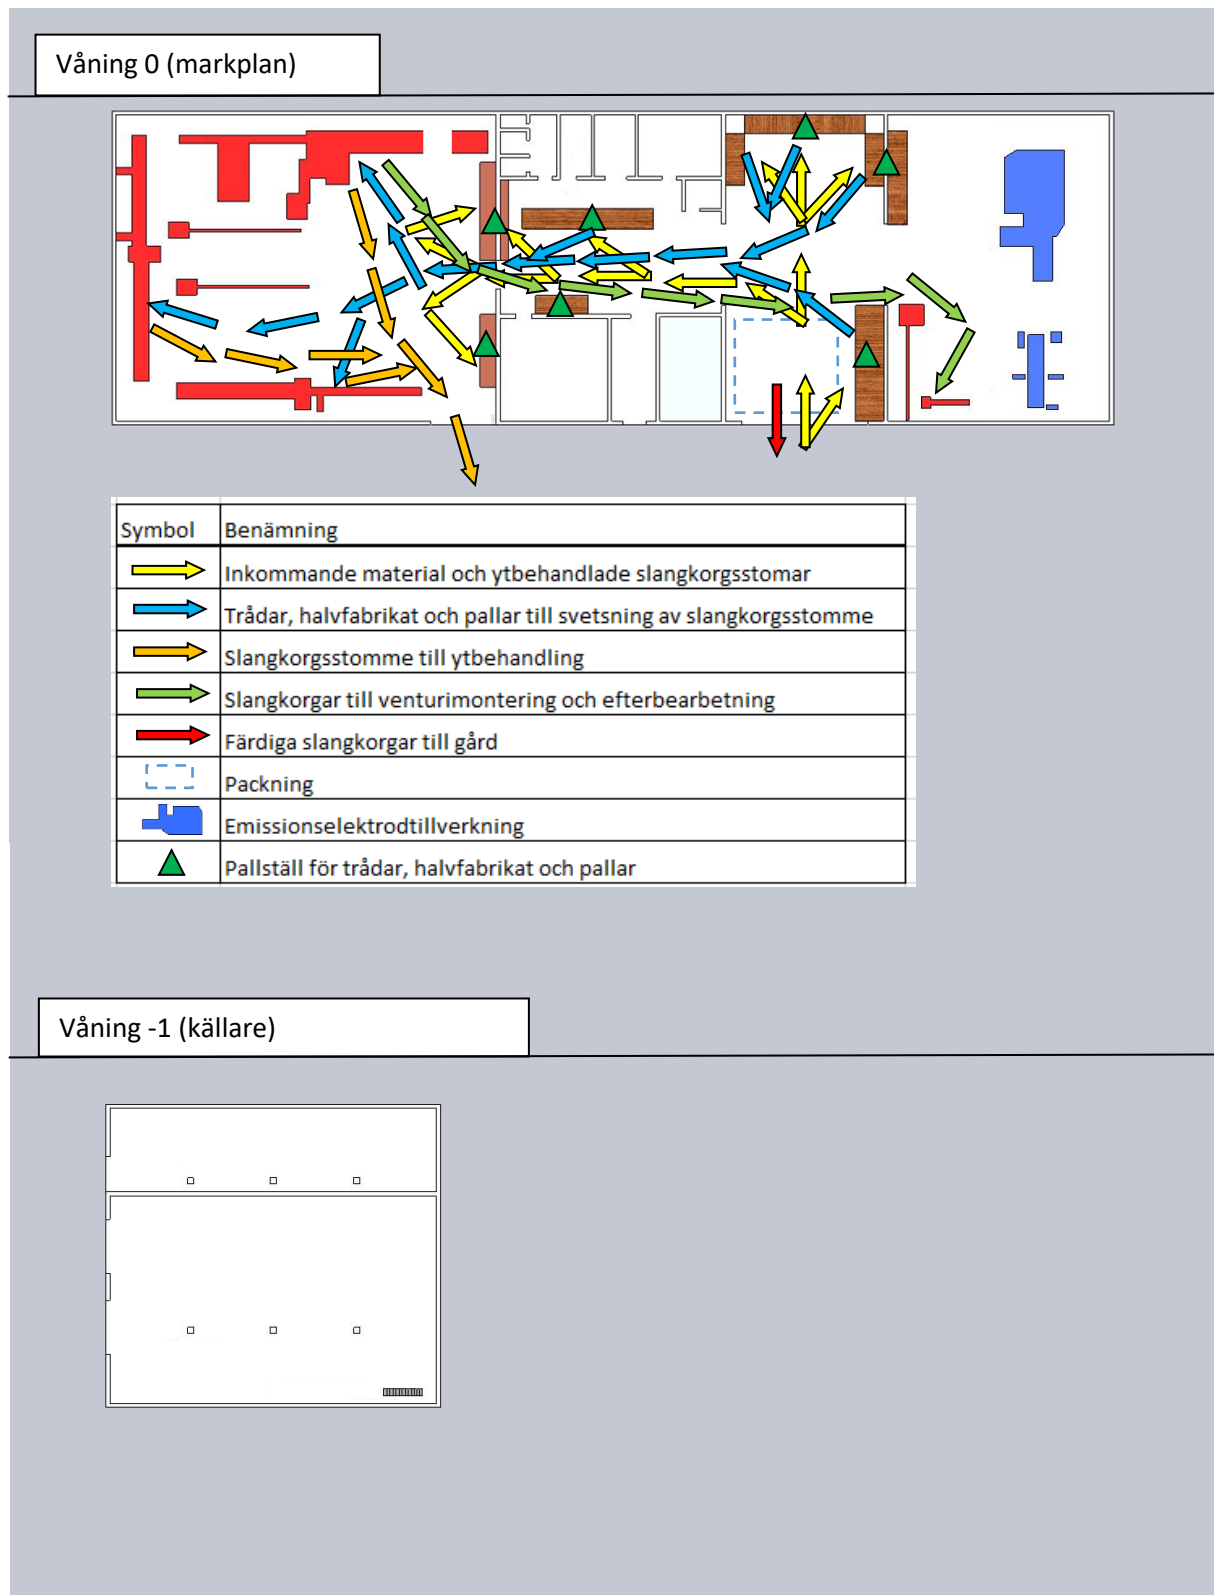 Våning 0 (markplan)
Symbol Benämning
Inkommande material och ytbehandlade slangkorgsstomar
Trådar, halvfabrikat och pallar till svetsning av slangkorgsstomme
Slangkorgsstomme till ytbehandling
Slangkorgar till venturimontering och efterbearbetning
Färdiga slangkorgar till gård
Packning
Emissionselektrodtillverkning
Pallställ för trådar, halvfabrikat och pallar
Våning -1 (källare)